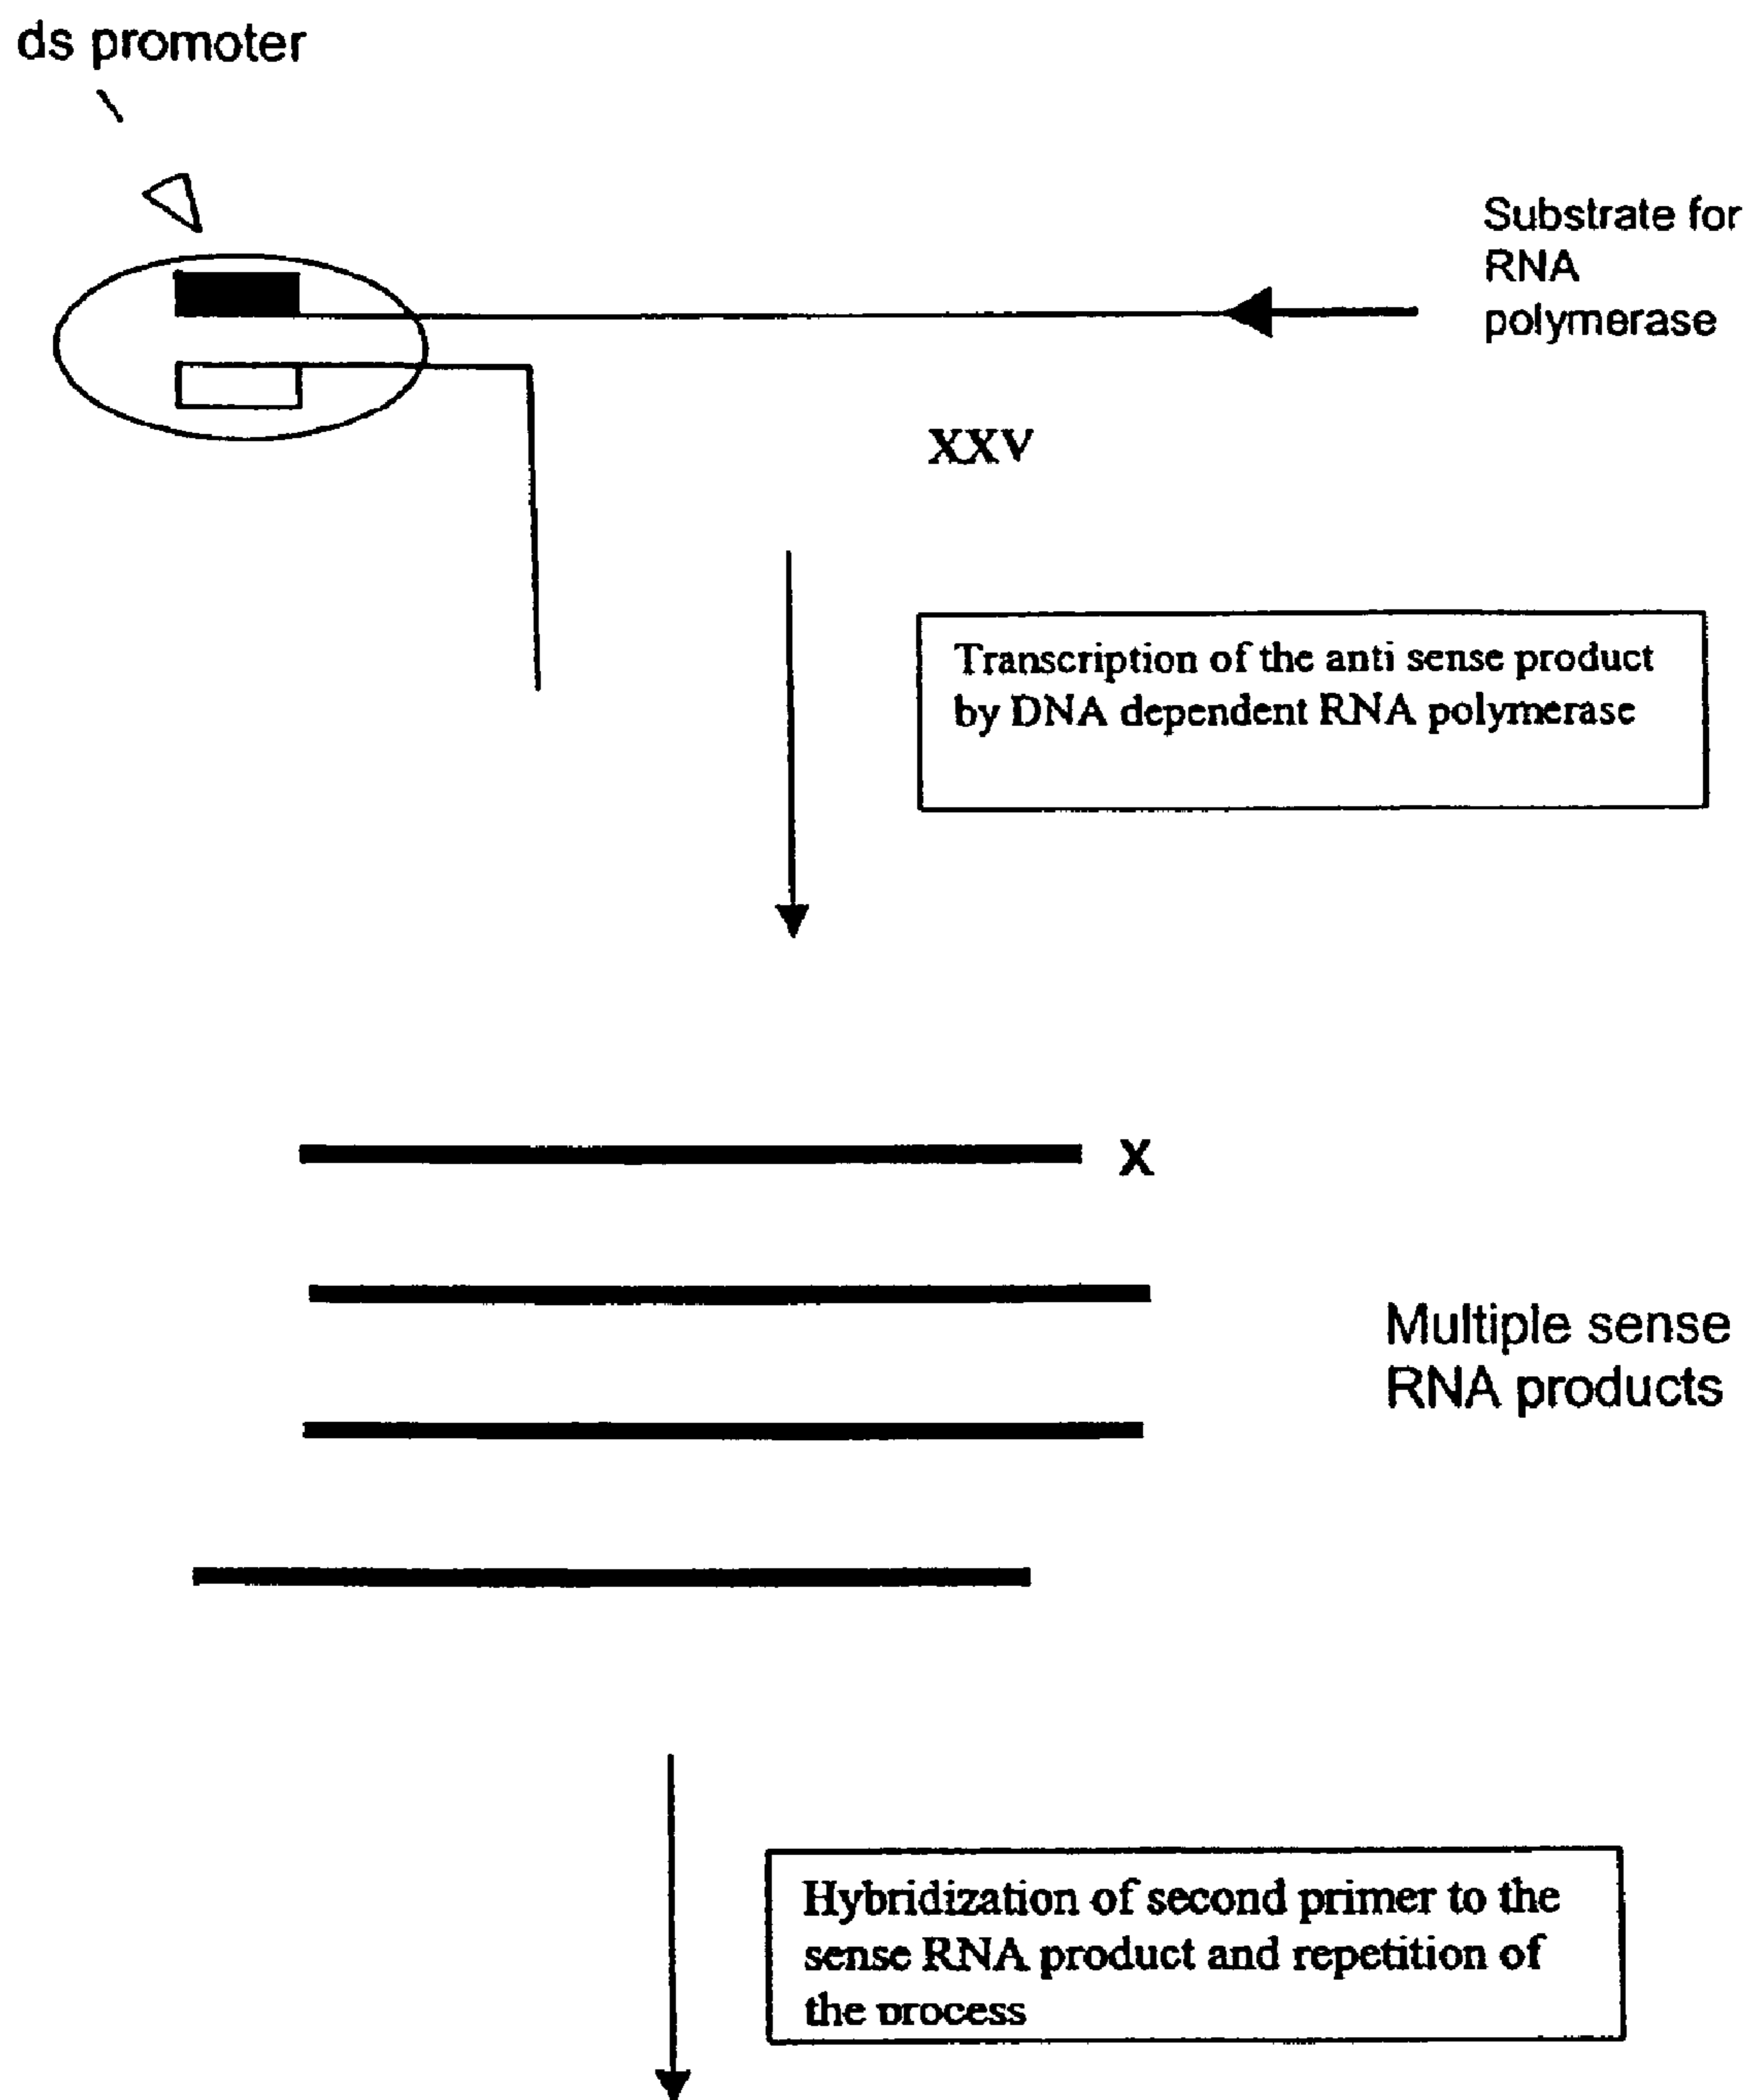 ds promoter
Substrate for
RNA
polymerase
XXV
Transcription of the anti sense product
by DNA dependent RNA polymerase
X
Multiple sense
RNA products
Hybridization of second primer to the
sense RNA product and repetition of
the process